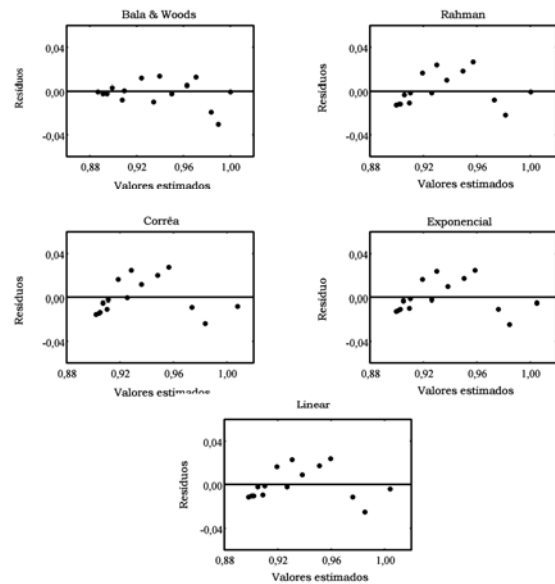 Bala & Woods
Resíduos
0,04
0,00
-0,04
0,88 0,92 0,96 1,00
Valores estimados
Rahman
Resíduos
0,04
0,00
-0,04
0,88 0,92 0,96 1,00
Valores estimados
Corrêa
Resíduos
0,04
0,00
-0,04
0,88 0,92 0,96 1,00
Valores estimados
Exponencial
Resíduo
0,04
0,00
-0,04
0,88 0,92 0,96 1,00
Valores estimados
Linear
Resíduos
0,04
0,00
-0,04
0,88 0,92 0,96 1,00
Valores estimados